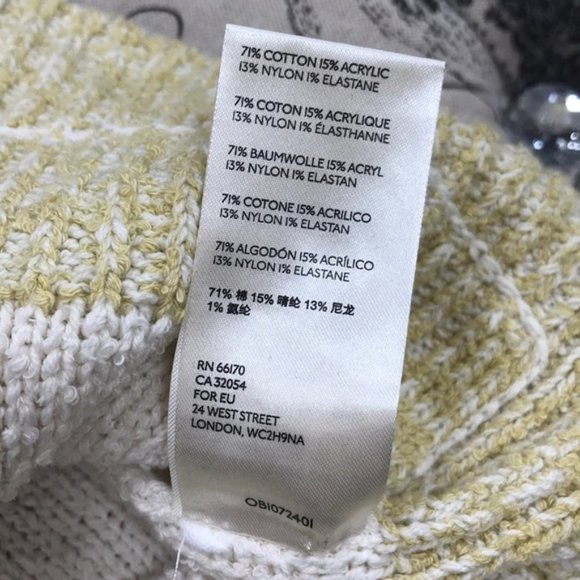 71% COTTON 15% ACRYLIC
13% NYLON 1% ELASTANE
71% COTON 15% ACRYLIQUE
13% NYLON 1% ÉLASTHANNE
71% BAUMWOLLE 15% ACRYL
13% NYLON 1% ELASTAN
71% COTONE 15% ACRILICO
13% NYLON 1% ELASTAN
71% ALGODÓN 15% ACRÍLICO
13% NYLON 1% ELASTANE
71% 棉 15% 晴纶 13% 尼龙
1% 氨纶
RN 66170
CA 32054
FOR EU
24 WEST STREET
LONDON, WC2H9NA
OB1072401